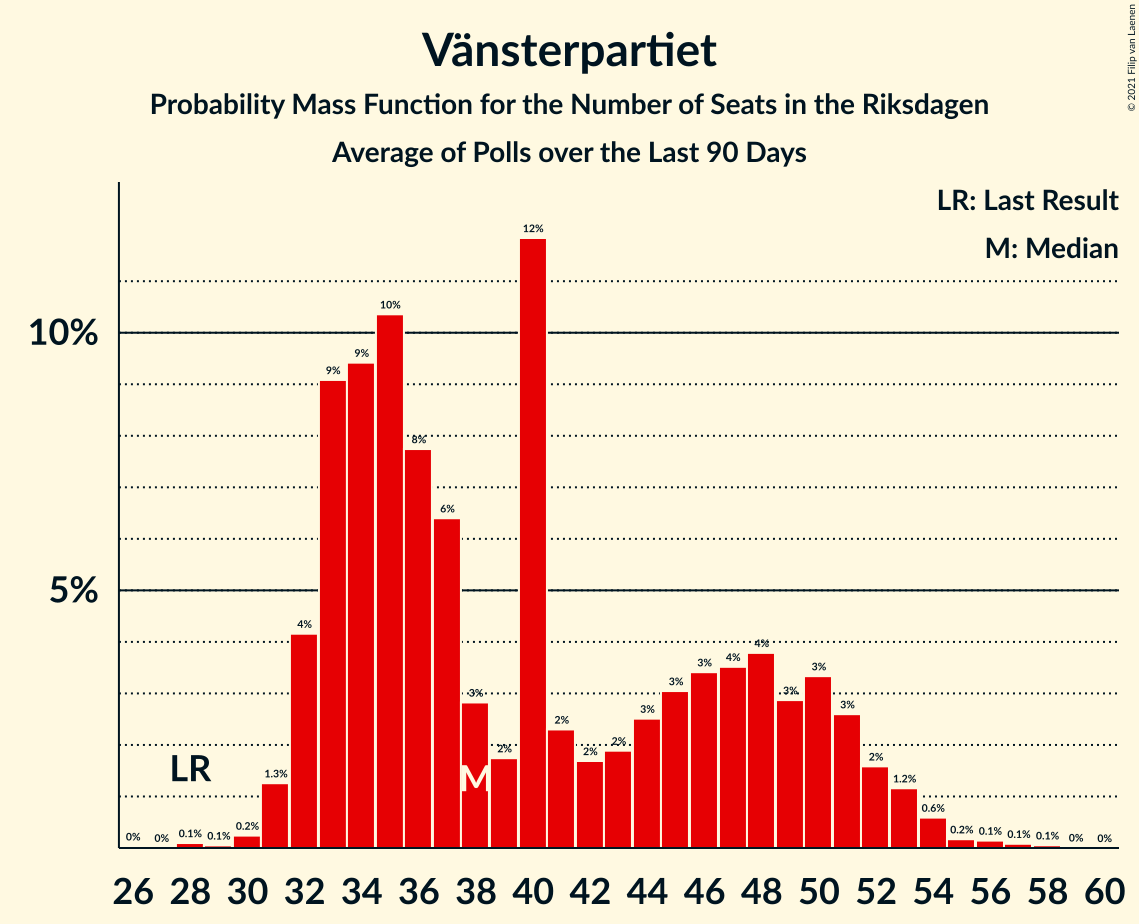 Vänsterpartiet
Probability Mass Function for the Number of Seats in the Riksdagen
Average of Polls over the Last 90 Days
© 2021 Filip van Laenen
LR: Last Result
M: Median
10%
5%
0% 0% 0.1% 0.1% 0.2% 1.3% 4% 9% 9% 10% 8% 6% 3% 2% 12% 2% 2% 2% 3% 3% 3% 4% 4% 3% 3% 3% 2% 1.2% 0.6% 0.2% 0.1% 0.1% 0.1% 0% 0%
LR
M
26 28 30 32 34 36 38 40 42 44 46 48 50 52 54 56 58 60